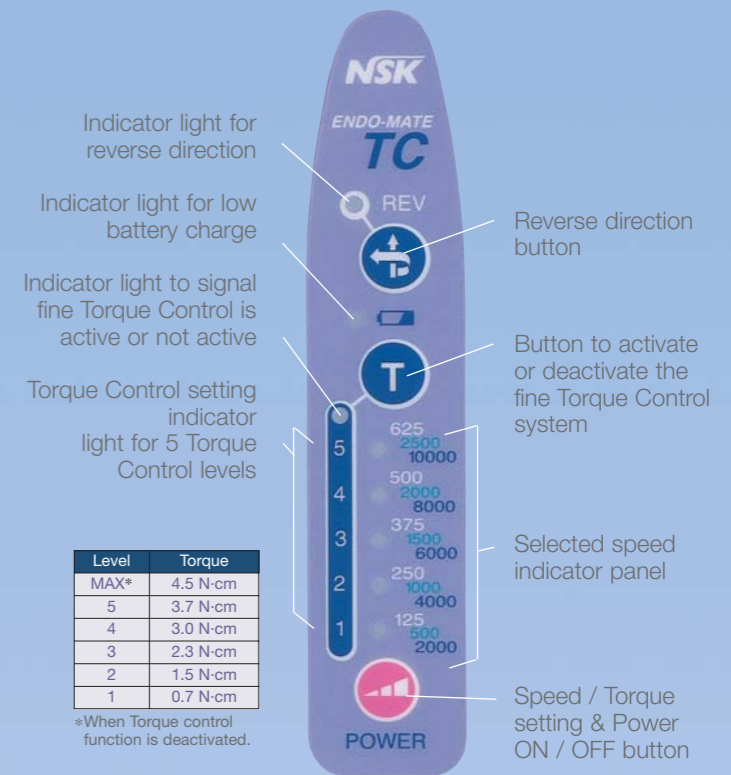 NSK
ENDO-MATE
TC
Indicator light for
reverse direction
REV
Indicator light for low
battery charge
Reverse direction
button
Indicator light to signal
fine Torque Control is
active or not active
T
Button to activate
or deactivate the
fine Torque Control
system
Torque Control setting
indicator
light for 5 Torque
Control levels
5
625
2500
10000
4
500
2000
8000
3
375
1500
6000
2
250
1000
4000
1
125
500
2000
Selected speed
indicator panel
Level Torque
MAX* 4.5 N·cm
5 3.7 N·cm
4 3.0 N·cm
3 2.3 N·cm
2 1.5 N·cm
1 0.7 N·cm
*When Torque control
function is deactivated.
Speed / Torque
setting & Power
ON / OFF button
POWER